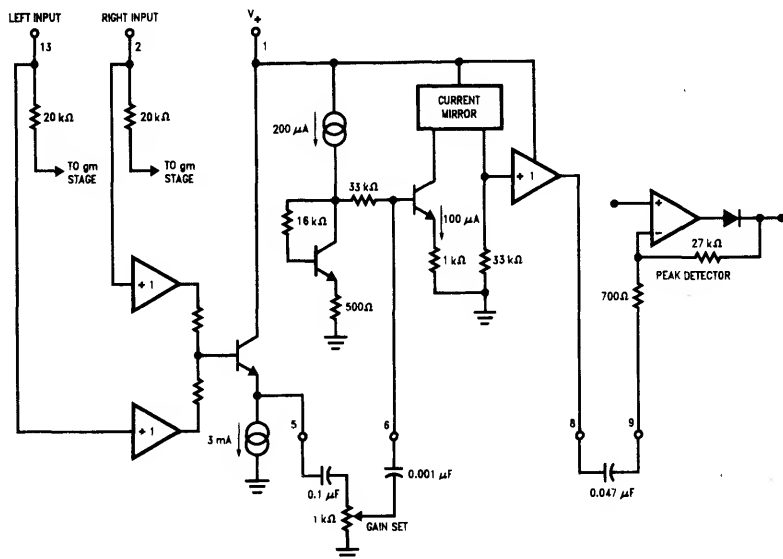 LEFT INPUT
RIGHT INPUT
V+
13
2
1
20 kΩ
20 kΩ
TO gm
STAGE
TO gm
STAGE
200 μA
CURRENT
MIRROR
33 kΩ
+ 1
16 kΩ
100 μA
1 kΩ
33 kΩ
500Ω
+
−
27 kΩ
PEAK DETECTOR
700Ω
+ 1
+ 1
3 mA
5
6
8
9
0.1 μF
0.001 μF
0.047 μF
1 kΩ
GAIN SET